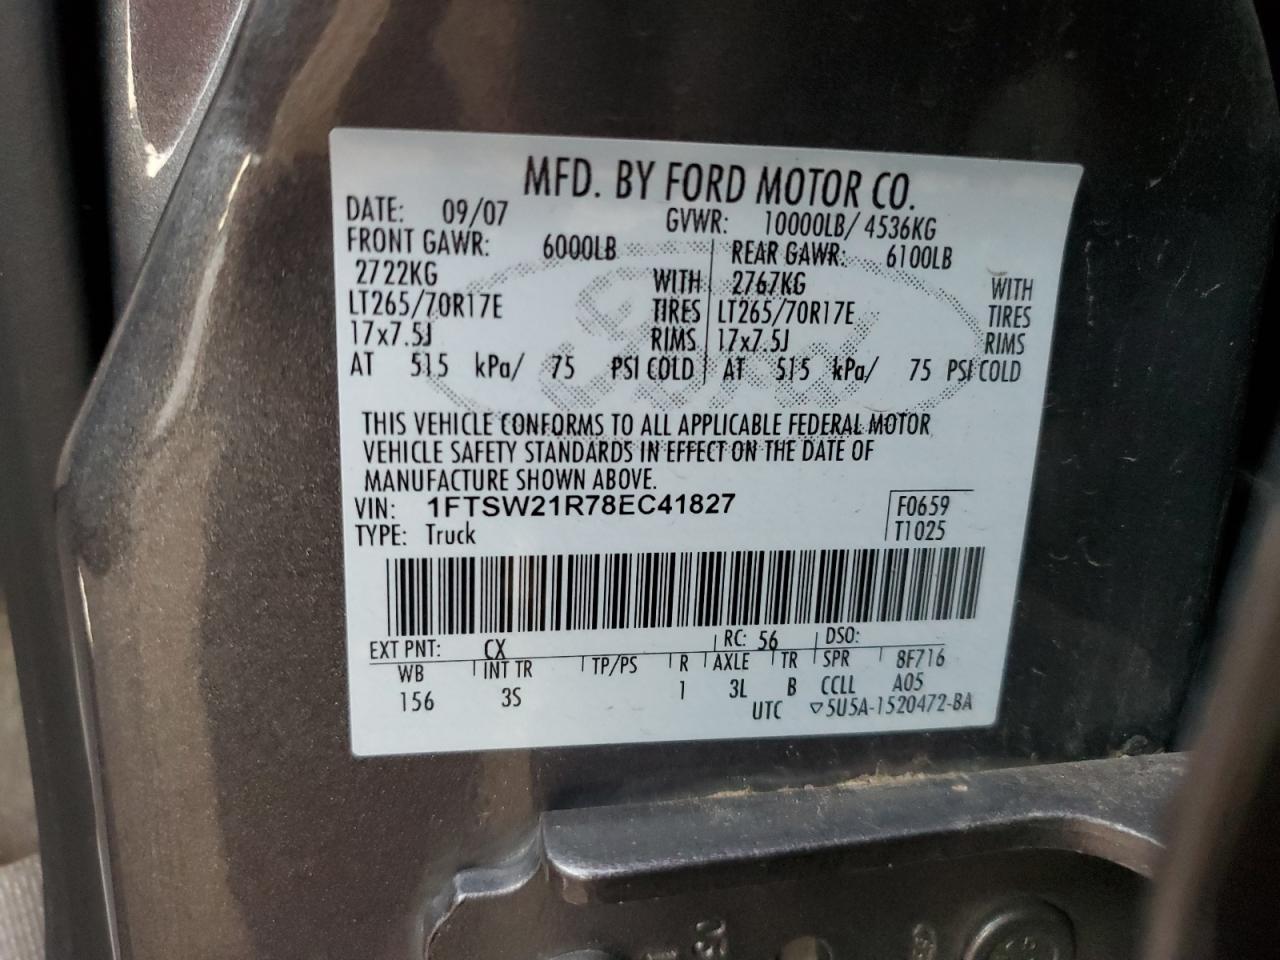 MFD. BY FORD MOTOR CO.
DATE: 09/07 GVWR: 10000LB/ 4536KG
FRONT GAWR: 6000LB REAR GAWR: 6100LB
2722KG WITH 2767KG WITH
LT265/70R17E TIRES LT265/70R17E TIRES
17x7.5J RIMS 17x7.5J RIMS
AT 515 kPa/ 75 PSI COLD AT 515 kPa/ 75 PSI COLD
THIS VEHICLE CONFORMS TO ALL APPLICABLE FEDERAL MOTOR
VEHICLE SAFETY STANDARDS IN EFFECT ON THE DATE OF
MANUFACTURE SHOWN ABOVE.
VIN: 1FTSW21R78EC41827 F0659
TYPE: Truck T1025
EXT PNT: CX RC: 56 DSO:
WB INT TR TP/PS R AXLE TR SPR 8F716
156 3S 1 3L B CCLL A05
UTC ▽5U5A-1520472-BA